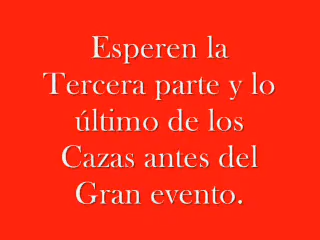 Esperen la
Tercera parte y lo
último de los
Cazas antes del
Gran evento.